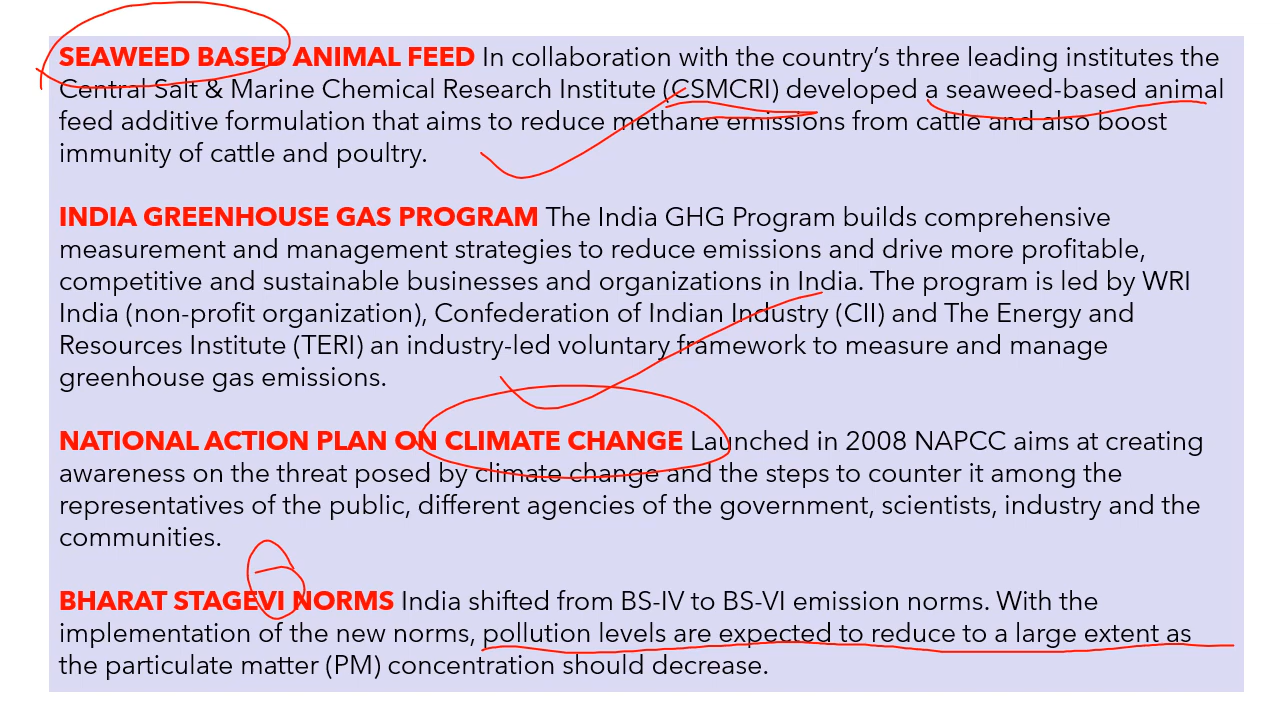 SEAWEED BASED ANIMAL FEED In collaboration with the country's three leading institutes the
Central Salt & Marine Chemical Research Institute (CSMCRI) developed a seaweed-based animal
feed additive formulation that aims to reduce methane emissions from cattle and also boost
immunity of cattle and poultry.
INDIA GREENHOUSE GAS PROGRAM The India GHG Program builds comprehensive
measurement and management strategies to reduce emissions and drive more profitable,
competitive and sustainable businesses and organizations in India. The program is led by WRI
India (non-profit organization), Confederation of Indian Industry (CII) and The Energy and
Resources Institute (TERI) an industry-led voluntary framework to measure and manage
greenhouse gas emissions.
NATIONAL ACTION PLAN ON CLIMATE CHANGE Launched in 2008 NAPCC aims at creating
awareness on the threat posed by climate change and the steps to counter it among the
representatives of the public, different agencies of the government, scientists, industry and the
communities.
BHARAT STAGEVI NORMS India shifted from BS-IV to BS-VI emission norms. With the
implementation of the new norms, pollution levels are expected to reduce to a large extent as
the particulate matter (PM) concentration should decrease.